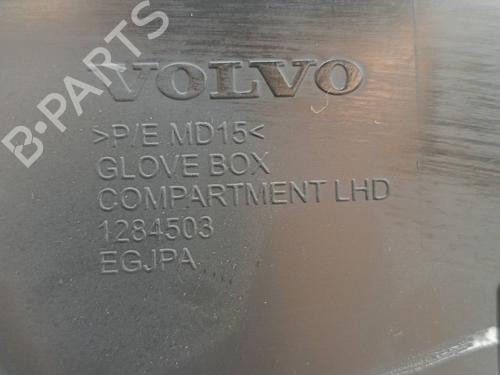 B-PARTS
VOLVO
>P/E MD15<
GLOVE BOX
COMPARTMENT LHD
1284503
EGJPA